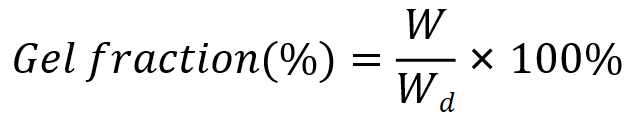 Gel fraction(%) = W/W_d × 100%